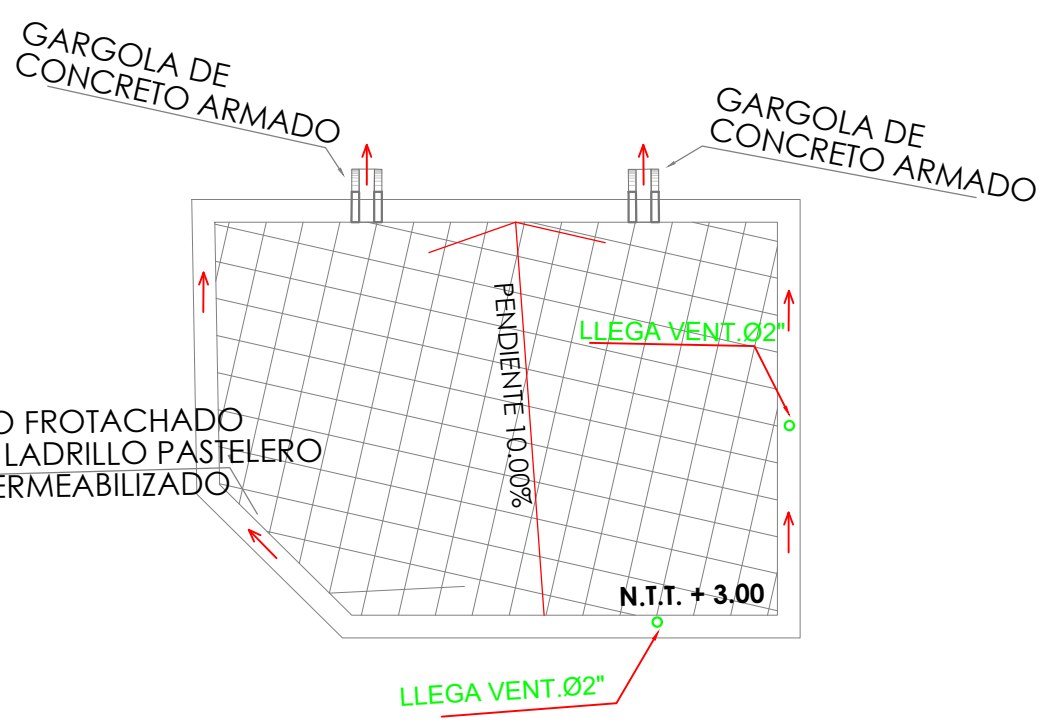 GARGOLA DE
CONCRETO ARMADO
GARGOLA DE
CONCRETO ARMADO
PENDIENTE 10.00%
LLEGA VENT.Ø2"
FROTACHADO
LADRILLO PASTELERO
N.T.T. + 3.00
LLEGA VENT.Ø2"